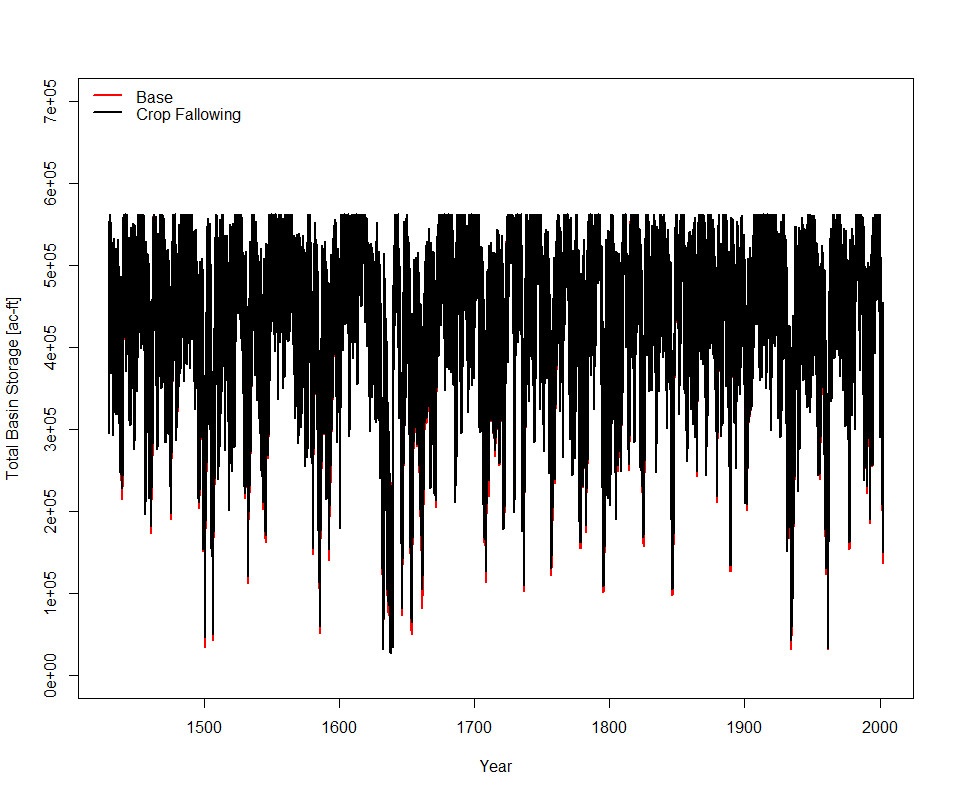 Base
Crop Fallowing
Total Basin Storage [ac-ft]
7e+05
6e+05
5e+05
4e+05
3e+05
2e+05
1e+05
0e+00
1500 1600 1700 1800 1900 2000
Year